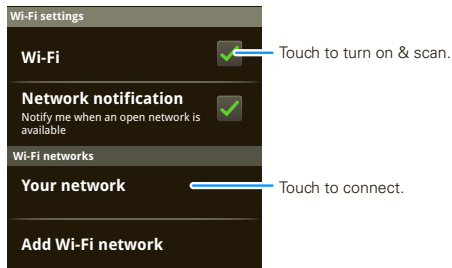 Wi-Fi settings
Wi-Fi
Touch to turn on & scan.
Network notification
Notify me when an open network is
available
Wi-Fi networks
Your network
Touch to connect.
Add Wi-Fi network